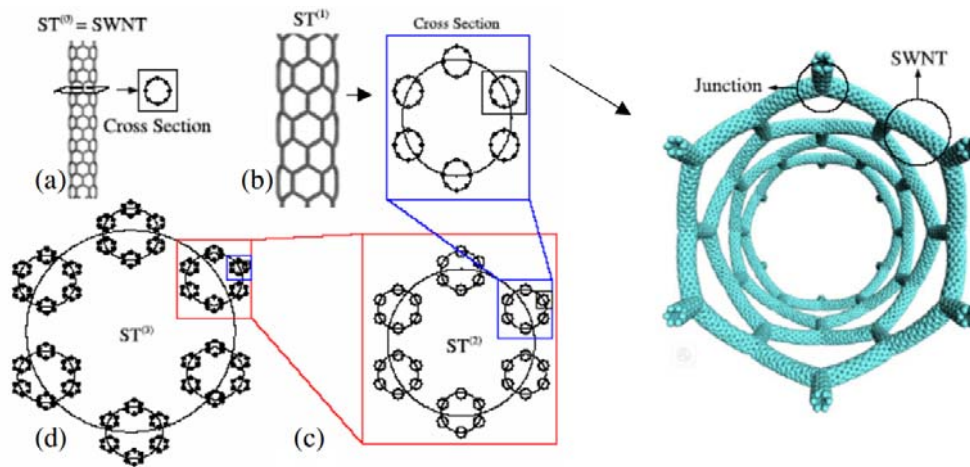 ST(0) = SWNT
Cross Section
(a)
ST(1)
Cross Section
(b)
Junction
SWNT
ST(3)
(d)
ST(2)
(c)